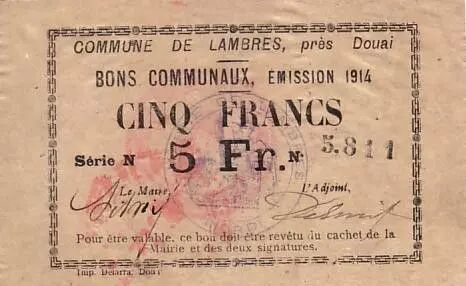 COMMUNE DE LAMBRES, près Douai
BONS COMMUNAUX, EMISSION 1914
CINQ FRANCS
Série N 5 Fr. N° 5.811
Le Maire, L'Adjoint,
Pour être valable, ce bon doit être revêtu du cachet de la
Mairie et des deux signatures.
Imp. Delarra, Douai